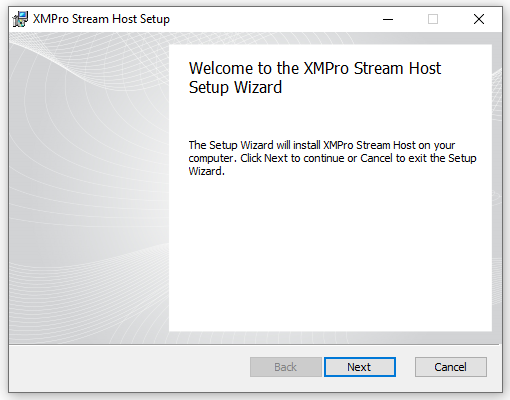 XMPro Stream Host Setup
Welcome to the XMPro Stream Host
Setup Wizard
The Setup Wizard will install XMPro Stream Host on your
computer. Click Next to continue or Cancel to exit the Setup
Wizard.
Back
Next
Cancel